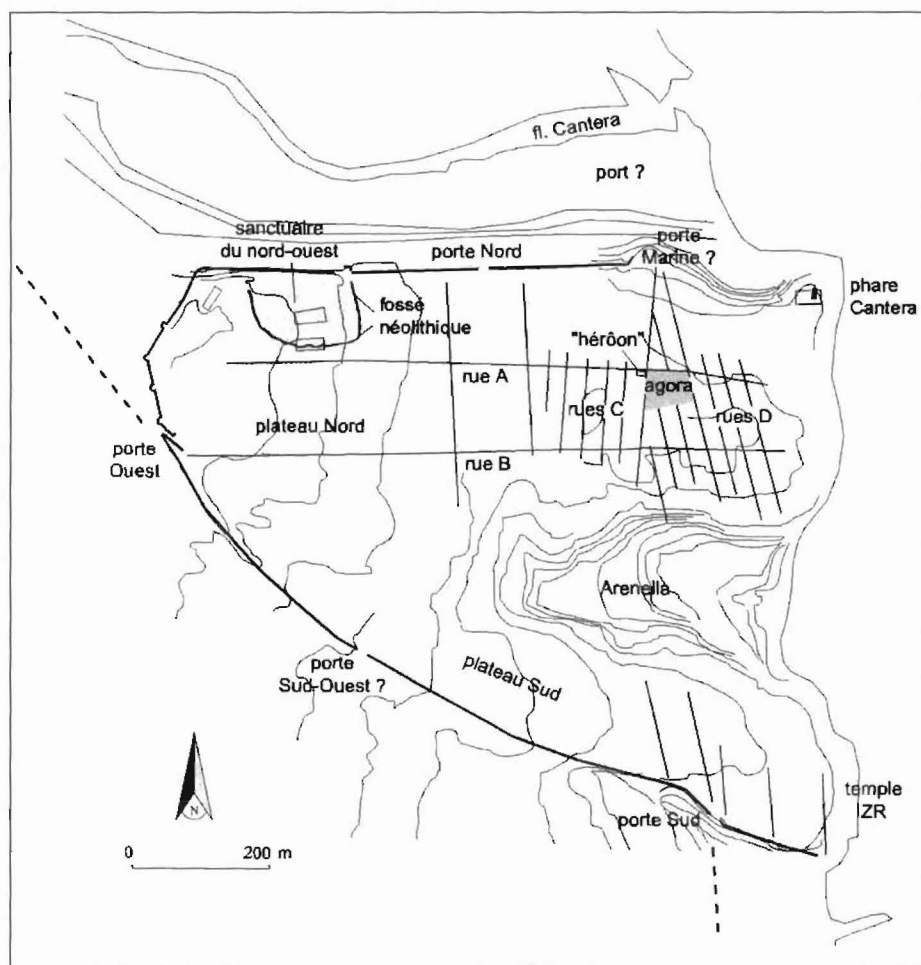 fl. Cantera
port ?
sanctuaire
du nord-ouest
porte Nord
porte
Marine ?
phare
Cantera
fossé
néolithique
"hérôon"
rue A
agora
rues C
rues D
plateau Nord
porte
Ouest
rue B
Arenella
plateau Sud
porte
Sud-Ouest ?
temple
ZR
porte Sud
N
0 200 m